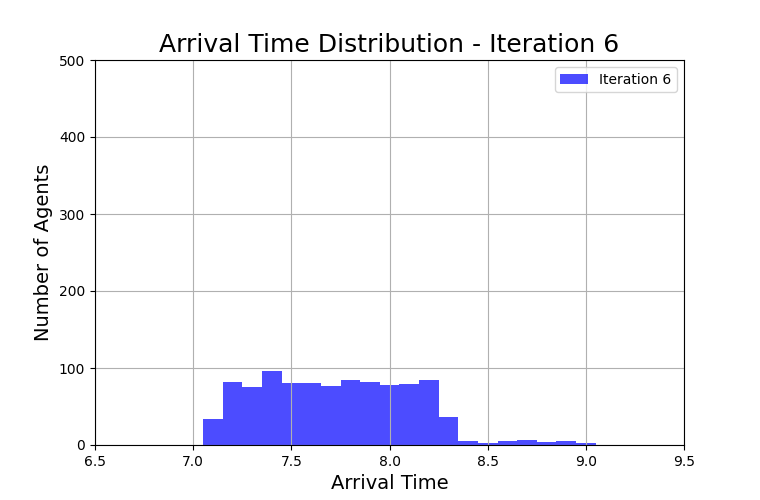 Arrival Time Distribution - Iteration 6
500
Iteration 6
400
300
200
100
0
Number of Agents
6.5 7.0 7.5 8.0 8.5 9.0 9.5
Arrival Time